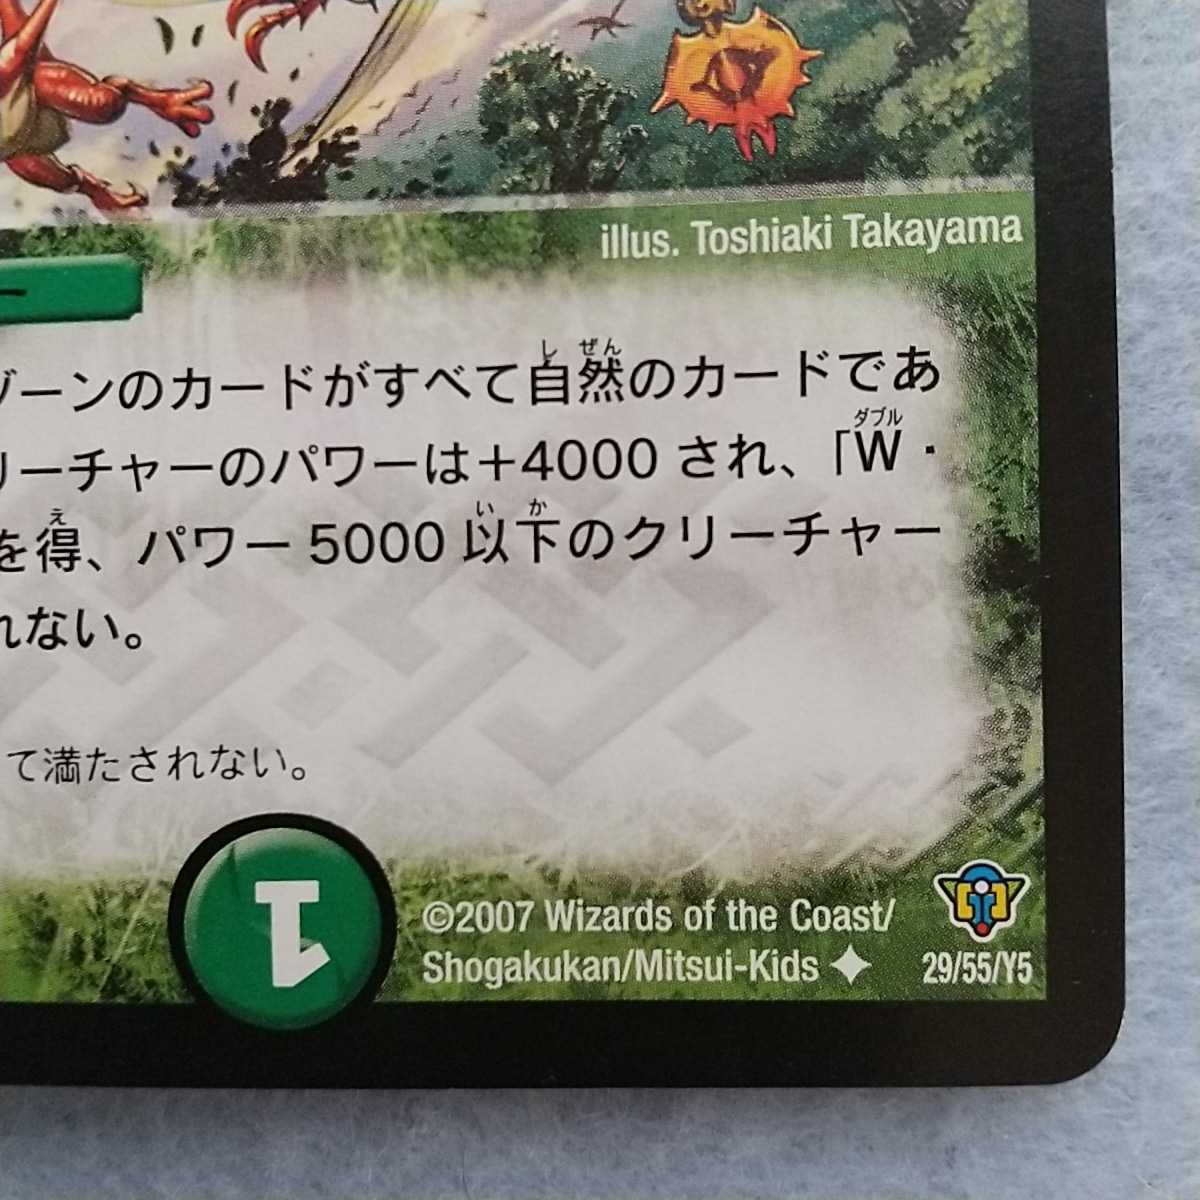 illus. Toshiaki Takayama
ー
ゾーンのカードがすべて自然のカードであ
リーチャーのパワーは＋4000 され、「W・
を得、パワー 5000 以下のクリーチャー
れない。
て満たされない。
1
©2007 Wizards of the Coast/
Shogakukan/Mitsui-Kids
29/55/Y5